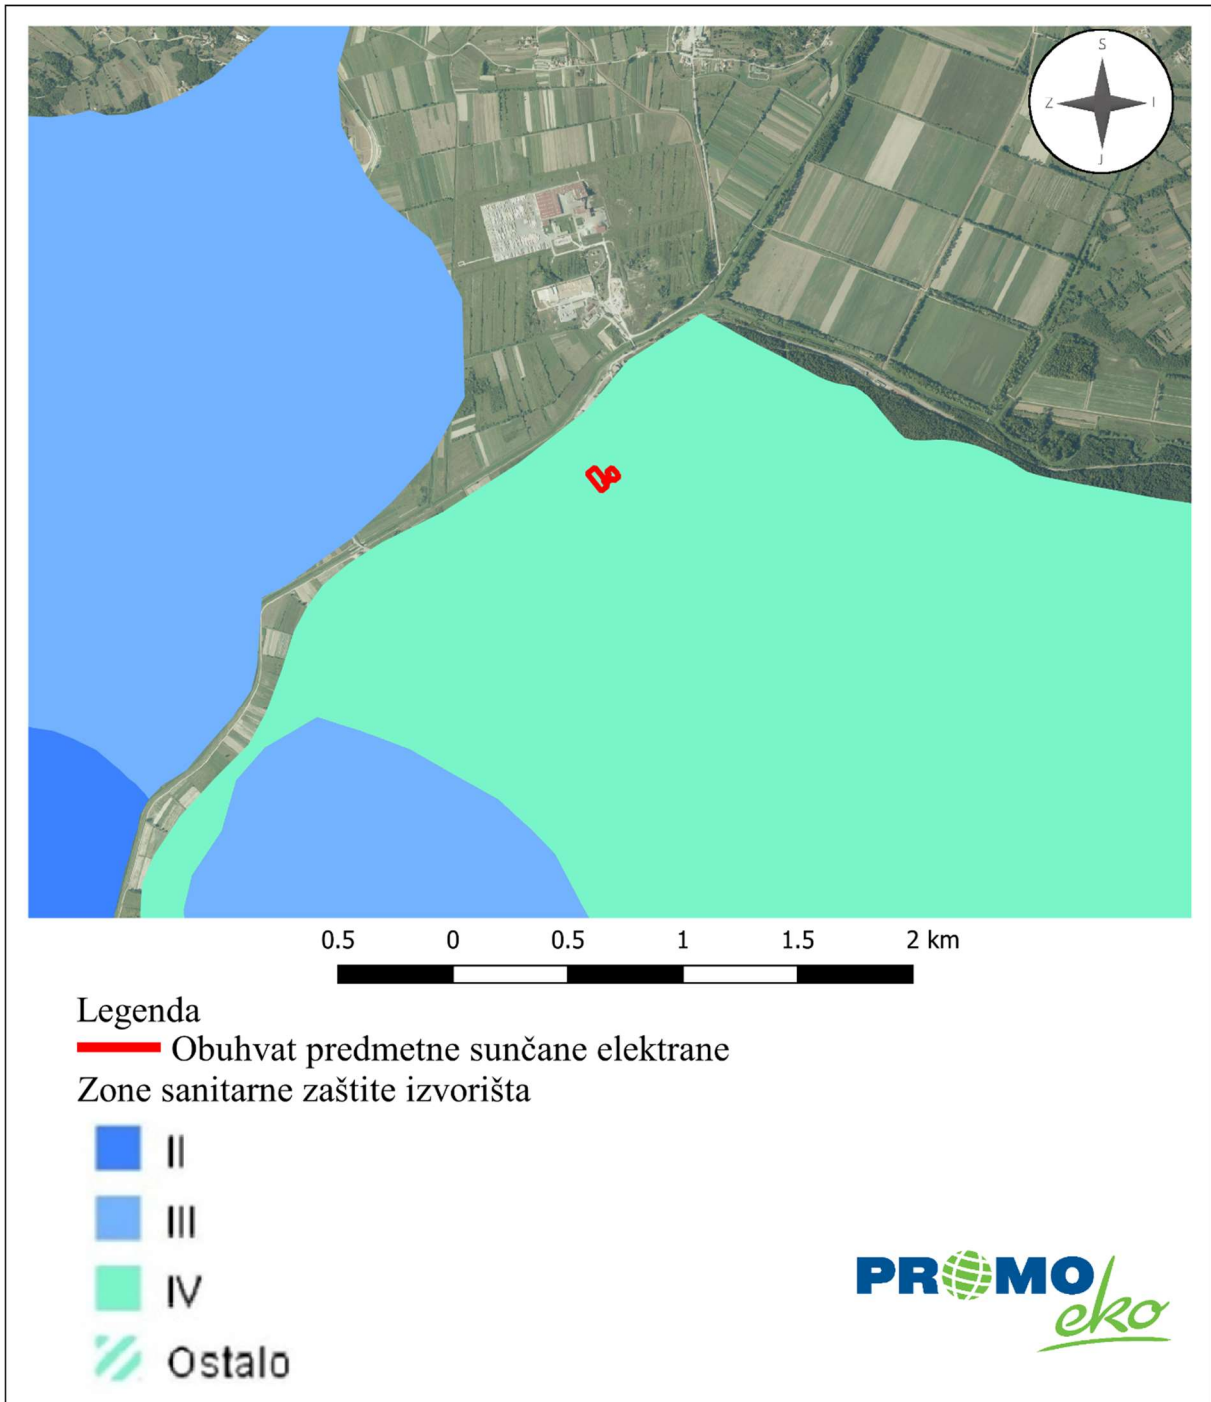 S
Z I
J
0.5 0 0.5 1 1.5 2 km
Legenda
Obuhvat predmetne sunčane elektrane
Zone sanitarne zaštite izvorišta
II
III
IV
Ostalo
PROMO
eko